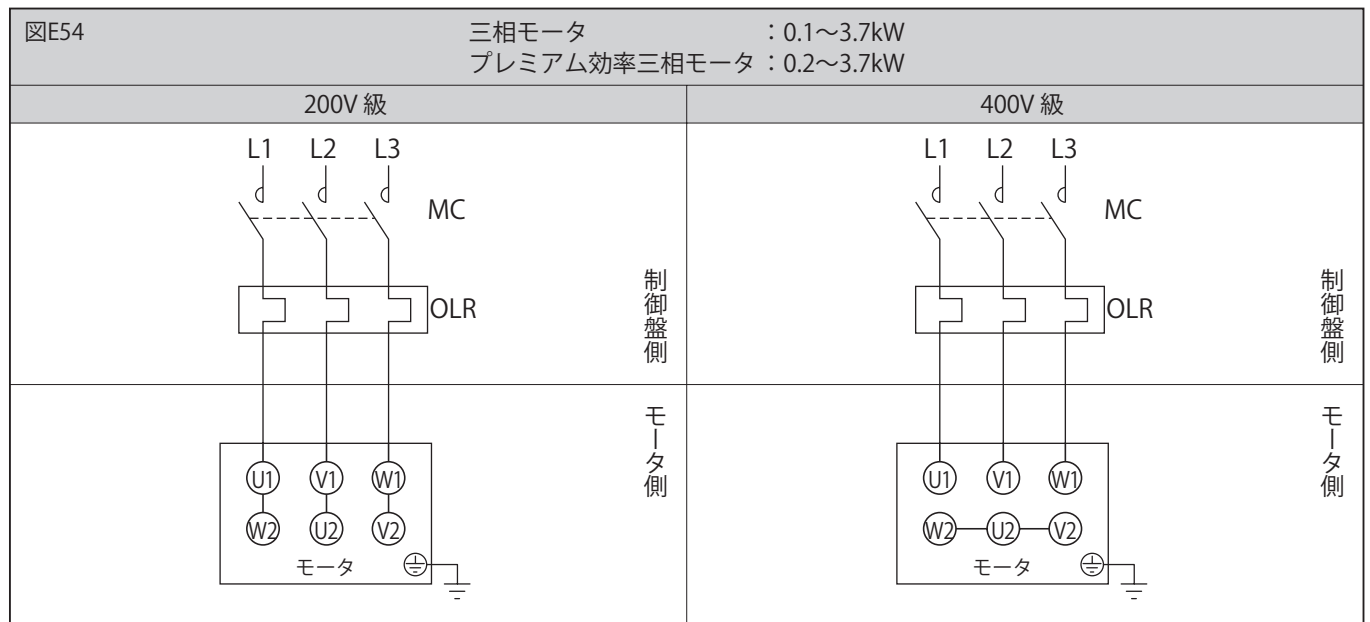 図E54
三相モータ ：0.1～3.7kW
プレミアム効率三相モータ ：0.2～3.7kW
200V 級
400V 級
L1 L2 L3
MC
OLR
制御盤側
U1 V1 W1
W2 U2 V2
モータ
モータ側
L1 L2 L3
MC
OLR
制御盤側
U1 V1 W1
W2 U2 V2
モータ
モータ側